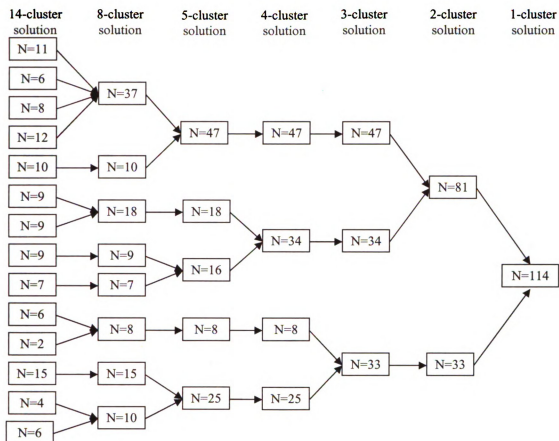 14-cluster 8-cluster 5-cluster 4-cluster 3-cluster 2-cluster 1-cluster
solution solution solution solution solution solution solution
N=11
N=6
N=37
N=8
N=12
N=47 N=47 N=47
N=10 N=10
N=9
N=81
N=9
N=18 N=18
N=34 N=34
N=9 N=9
N=16
N=114
N=7 N=7
N=6
N=8 N=8 N=8
N=2
N=33 N=33
N=15 N=15
N=25 N=25
N=4
N=10
N=6